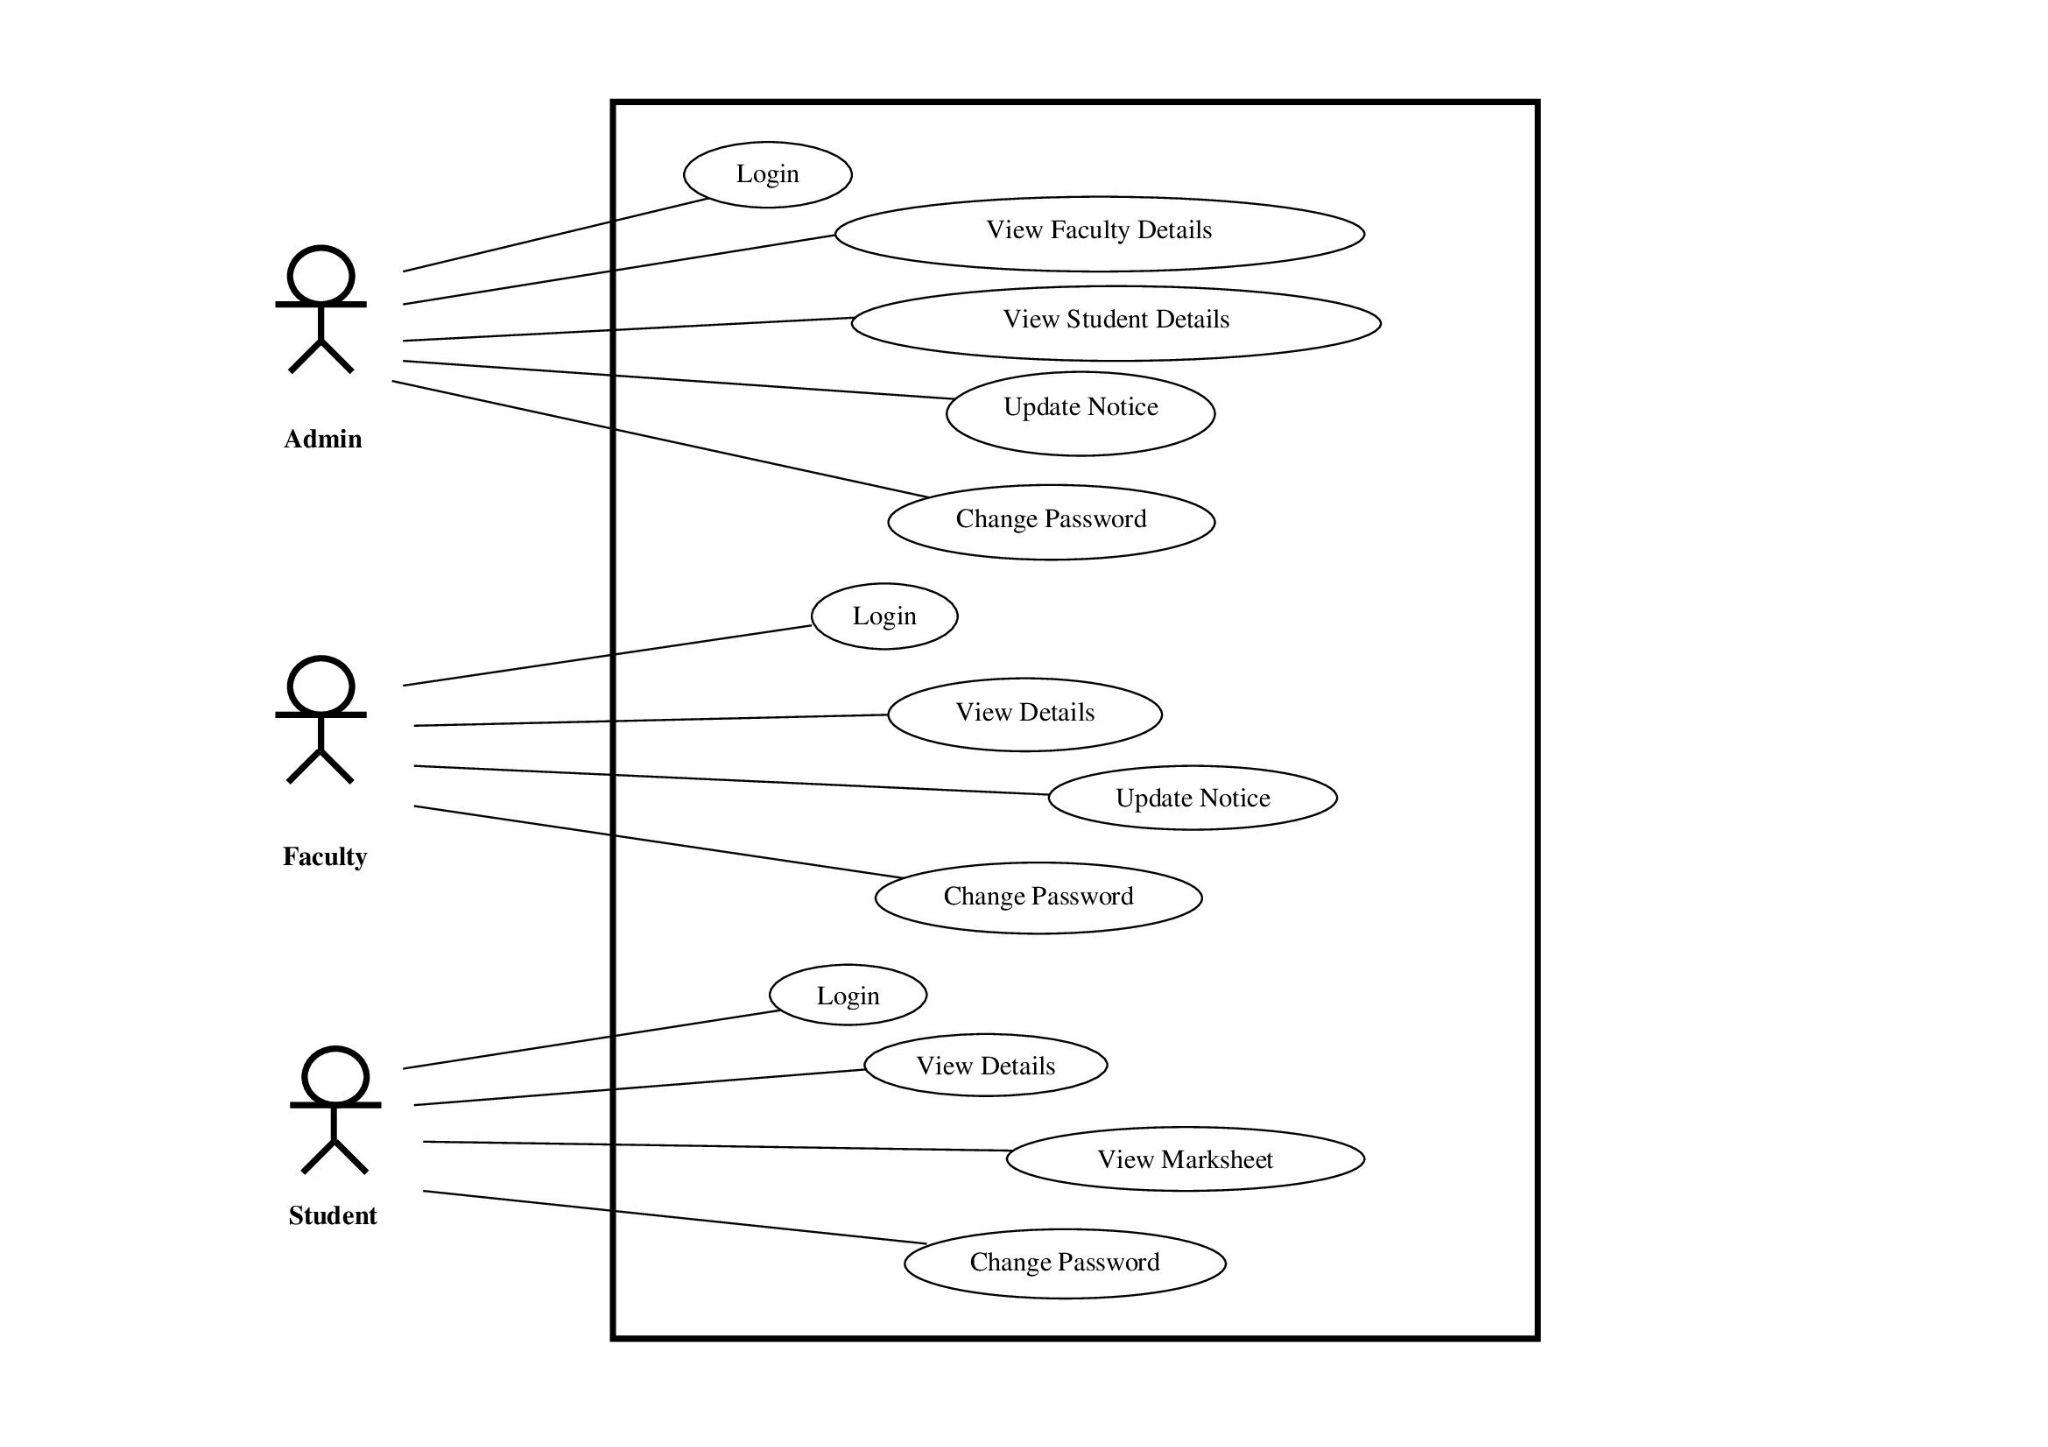 Login
View Faculty Details
View Student Details
Update Notice
Change Password
Admin
Login
View Details
Update Notice
Change Password
Faculty
Login
View Details
View Marksheet
Change Password
Student